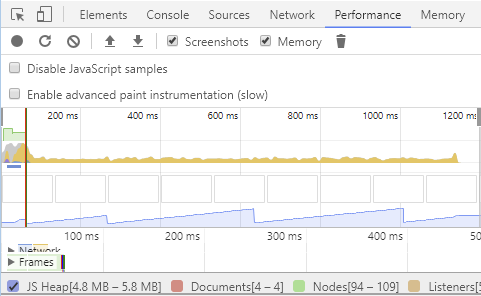 Elements Console Sources Network Performance Memory
Screenshots Memory
Disable JavaScript samples
Enable advanced paint instrumentation (slow)
200 ms 400 ms 600 ms 800 ms 1000 ms 1200 ms
100 ms 200 ms 300 ms 400 ms 50
Network
Frames
JS Heap[4.8 MB – 5.8 MB] Documents[4 – 4] Nodes[94 – 109] Listeners[5